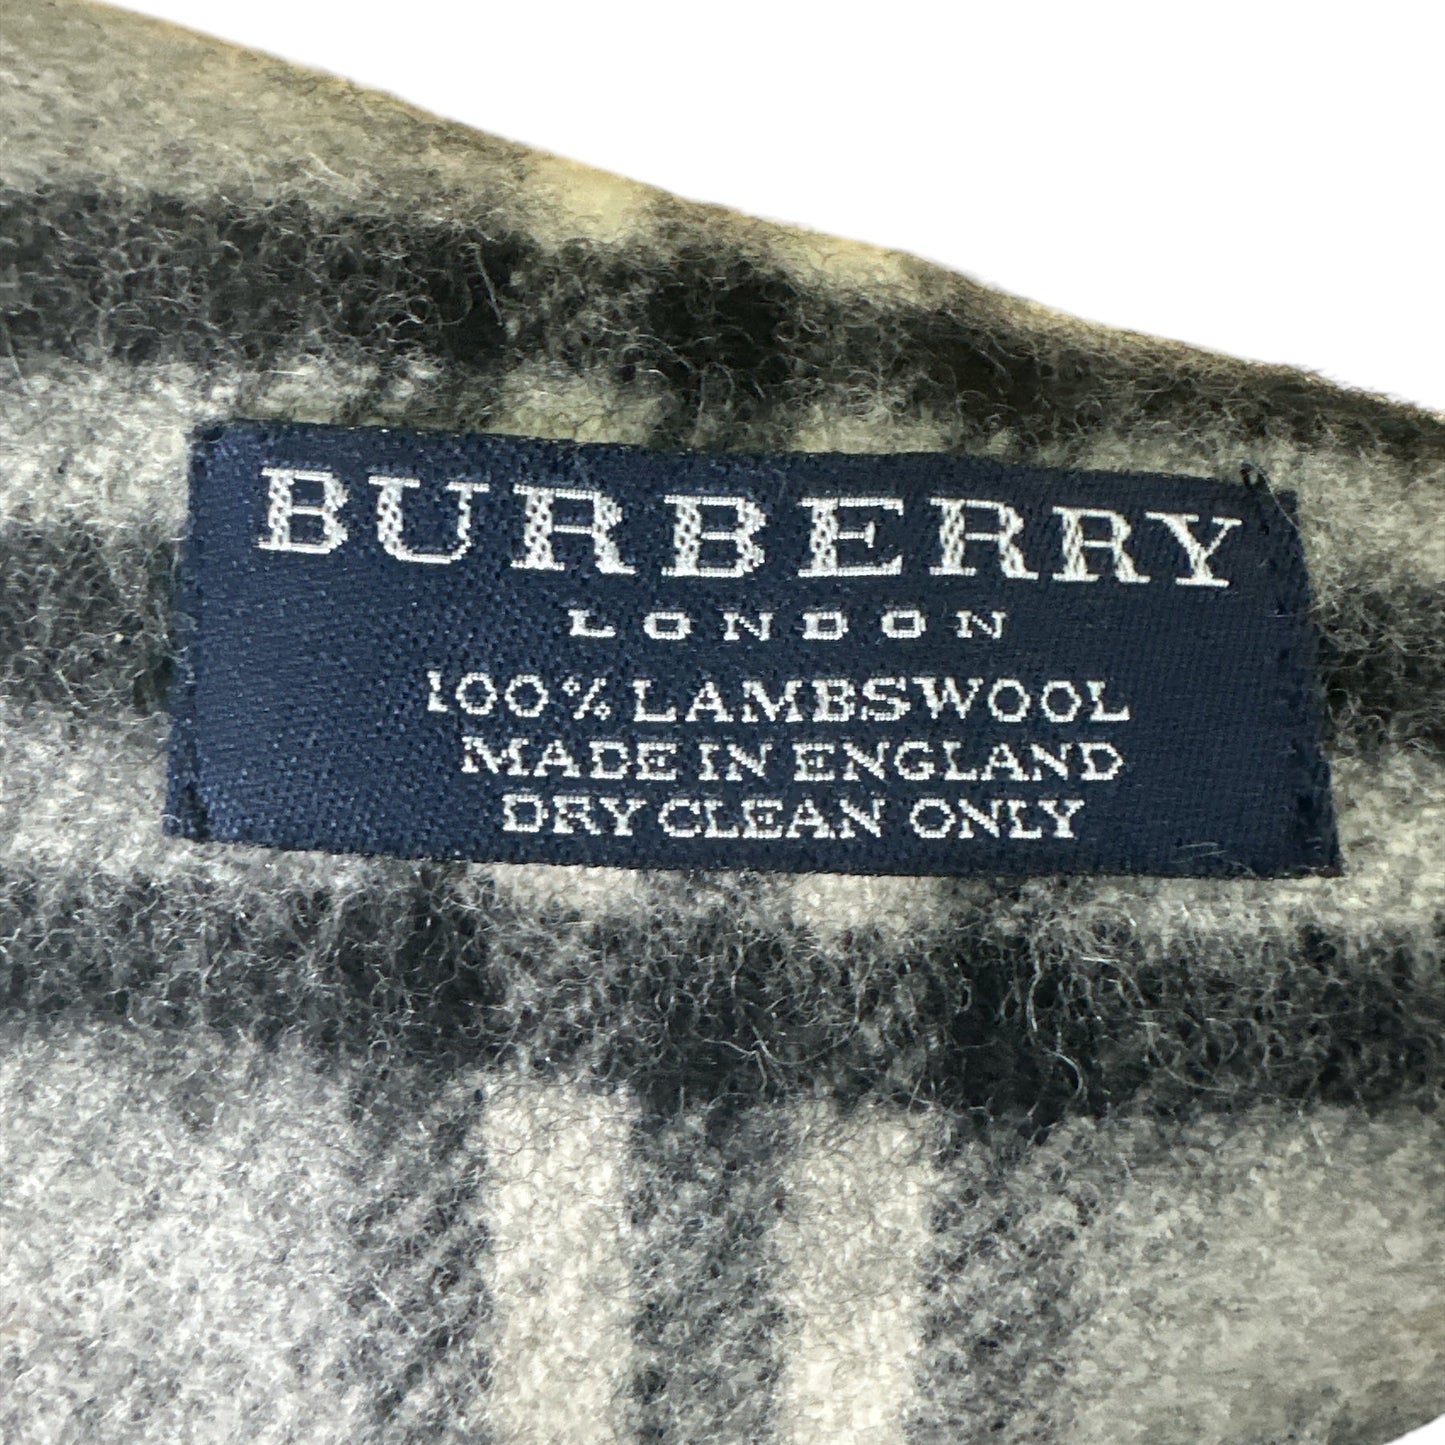 BURBERRY
LONDON
100% LAMBSWOOL
MADE IN ENGLAND
DRY CLEAN ONLY